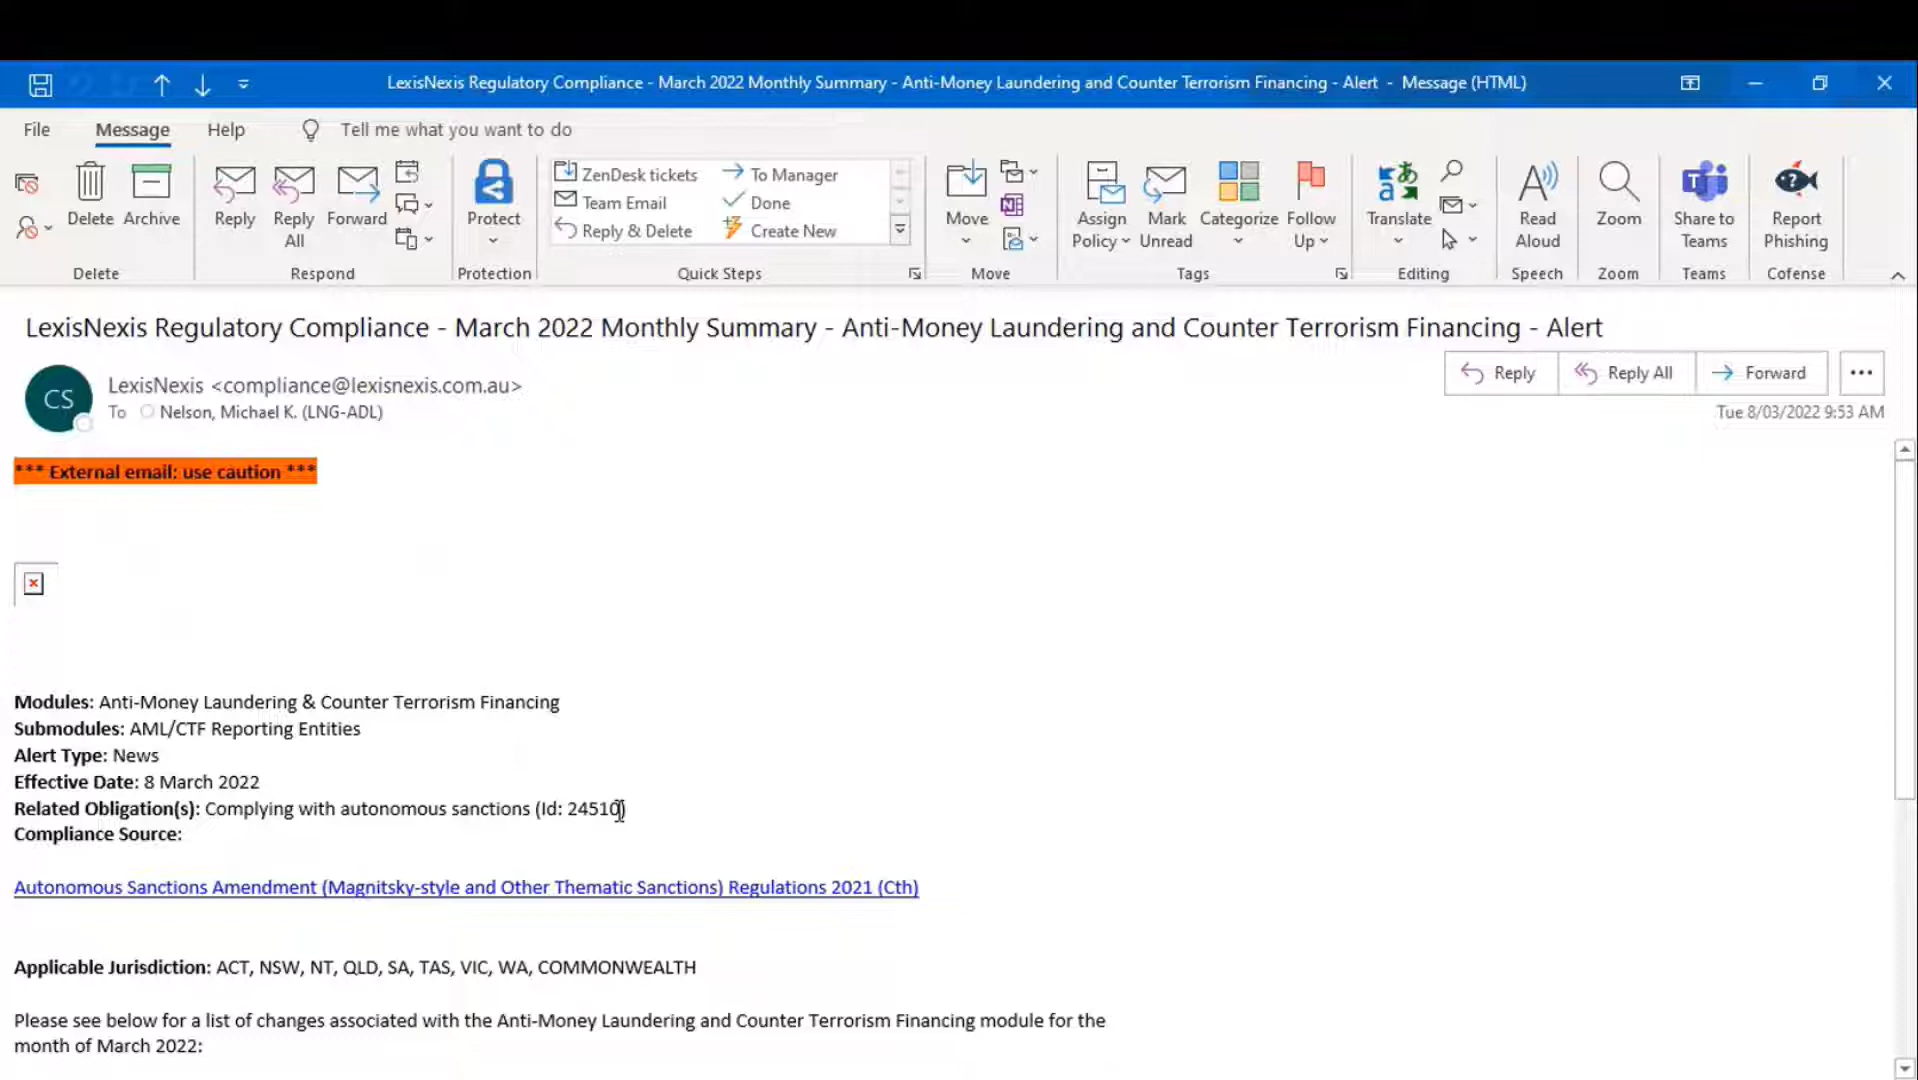 LexisNexis Regulatory Compliance - March 2022 Monthly Summary - Anti-Money Laundering and Counter Terrorism Financing - Alert - Message (HTML)
File Message Help Tell me what you want to do
ZenDesk tickets To Manager
Team Email Done
Reply & Delete Create New
Delete Archive Reply Reply All Forward Protect Move Assign Policy Mark Unread Categorize Follow Up Translate Read Aloud Zoom Share to Teams Report Phishing
Delete Respond Protection Quick Steps Move Tags Editing Speech Zoom Teams Cofense
LexisNexis Regulatory Compliance - March 2022 Monthly Summary - Anti-Money Laundering and Counter Terrorism Financing - Alert
CS
LexisNexis <compliance@lexisnexis.com.au>
To Nelson, Michael K. (LNG-ADL)
Reply Reply All Forward
Tue 8/03/2022 9:53 AM
*** External email: use caution ***
Modules: Anti-Money Laundering & Counter Terrorism Financing
Submodules: AML/CTF Reporting Entities
Alert Type: News
Effective Date: 8 March 2022
Related Obligation(s): Complying with autonomous sanctions (Id: 24510)
Compliance Source:
Autonomous Sanctions Amendment (Magnitsky-style and Other Thematic Sanctions) Regulations 2021 (Cth)
Applicable Jurisdiction: ACT, NSW, NT, QLD, SA, TAS, VIC, WA, COMMONWEALTH
Please see below for a list of changes associated with the Anti-Money Laundering and Counter Terrorism Financing module for the
month of March 2022: